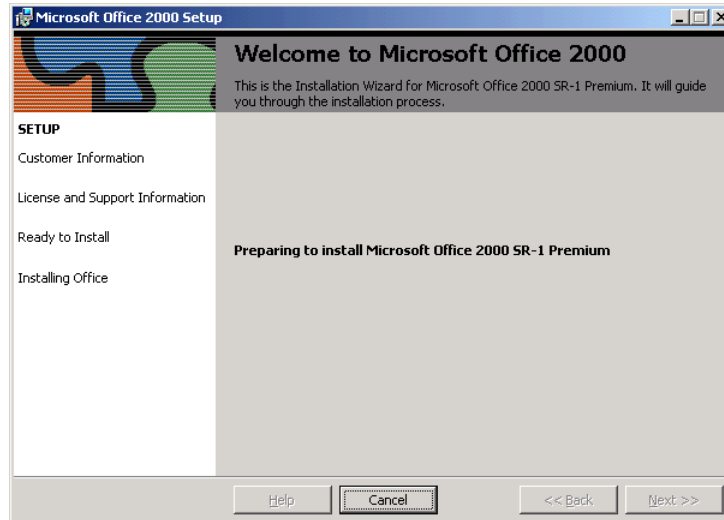 Microsoft Office 2000 Setup
Welcome to Microsoft Office 2000
This is the Installation Wizard for Microsoft Office 2000 SR-1 Premium. It will guide
you through the installation process.
SETUP
Customer Information
License and Support Information
Ready to Install
Installing Office
Preparing to install Microsoft Office 2000 SR-1 Premium
Help
Cancel
<< Back
Next >>